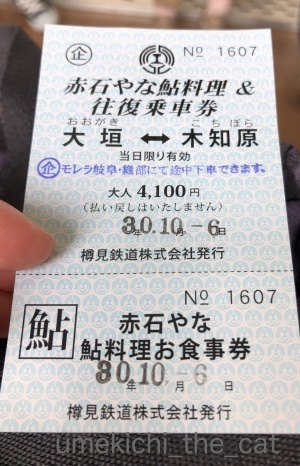 企 No 1607
赤石やな鮎料理 &
往復乗車券
おおがき こちぼら
大垣 ↔ 木知原
当日限り有効
企 モレラ岐阜・織部にて途中下車できます。
大人 4,100円
(払い戻しはいたしません)
30.年10.月-6日
樽見鉄道株式会社発行
No 1607
鮎 赤石やな
鮎料理お食事券
30.年10.月-6日
樽見鉄道株式会社発行
umekichi_the_cat